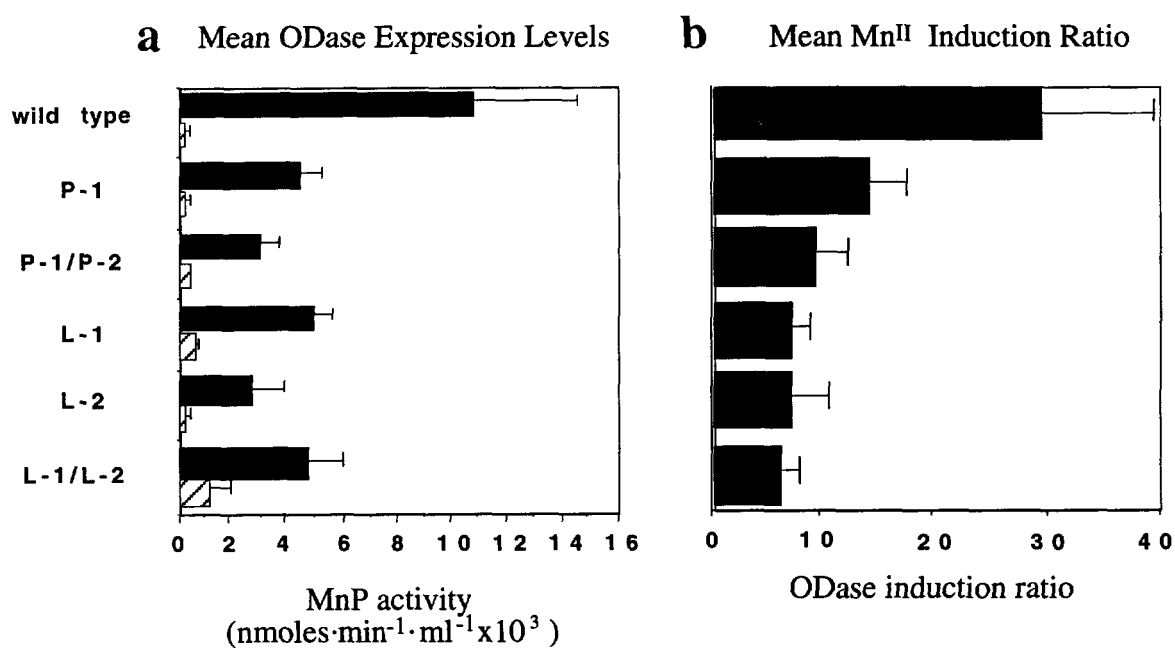 a Mean ODase Expression Levels
b Mean Mnᴵᴵ Induction Ratio
wild type
P-1
P-1/P-2
L-1
L-2
L-1/L-2
0 2 4 6 8 10 12 14 16
0 10 20 30 40
MnP activity
(nmoles·min⁻¹·ml⁻¹x10³ )
ODase induction ratio